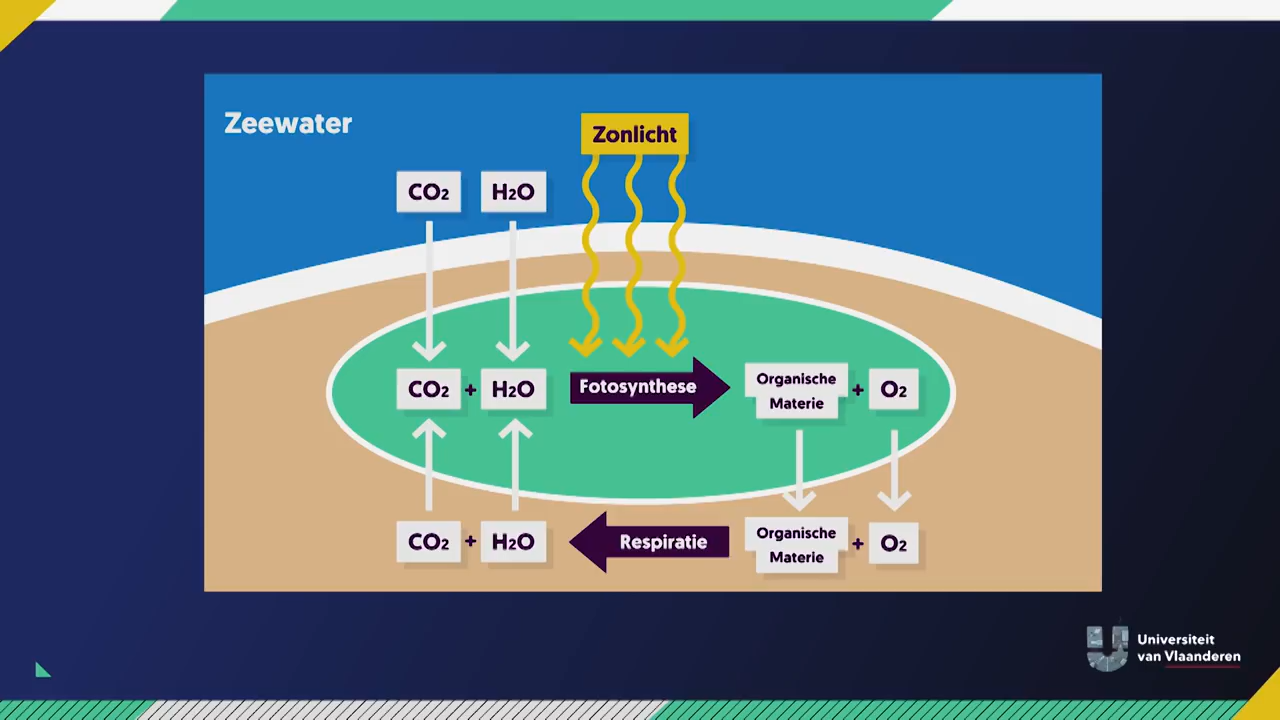 Zeewater
Zonlicht
CO2 H2O
CO2 + H2O Fotosynthese Organische Materie + O2
CO2 + H2O Respiratie Organische Materie + O2
Universiteit
van Vlaanderen